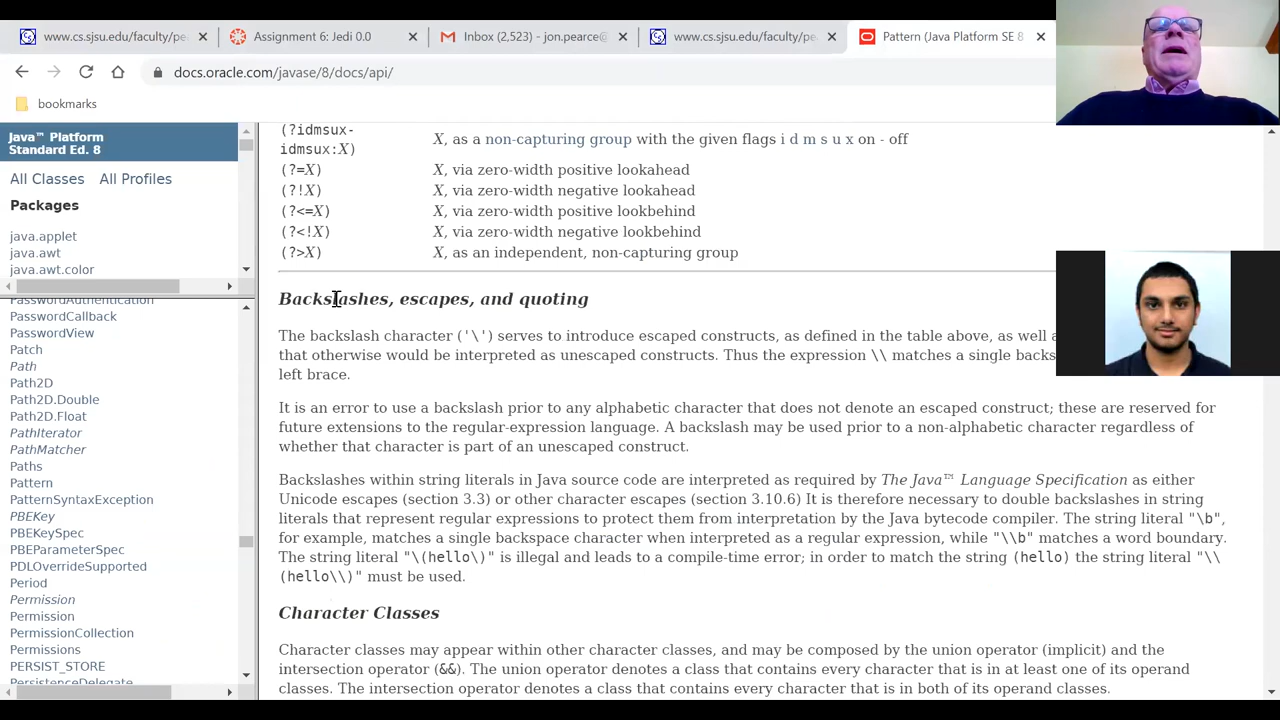 www.cs.sjsu.edu/faculty/pe
Assignment 6: Jedi 0.0
Inbox (2,523) - jon.pearce@
www.cs.sjsu.edu/faculty/pe
Pattern (Java Platform SE 8
docs.oracle.com/javase/8/docs/api/
bookmarks
Java™ Platform
Standard Ed. 8
All Classes All Profiles
Packages
java.applet
java.awt
java.awt.color
PasswordAuthentication
PasswordCallback
PasswordView
Patch
Path
Path2D
Path2D.Double
Path2D.Float
PathIterator
PathMatcher
Paths
Pattern
PatternSyntaxException
PBEKey
PBEKeySpec
PBEParameterSpec
PDLOverrideSupported
Period
Permission
Permission
PermissionCollection
Permissions
PERSIST_STORE
PersistenceDelegate
(?idmsux-
idmsux:X) X, as a non-capturing group with the given flags i d m s u x on - off
(?=X) X, via zero-width positive lookahead
(?!X) X, via zero-width negative lookahead
(?<=X) X, via zero-width positive lookbehind
(?<!X) X, via zero-width negative lookbehind
(?>X) X, as an independent, non-capturing group
Backslashes, escapes, and quoting
The backslash character ('\') serves to introduce escaped constructs, as defined in the table above, as well a
that otherwise would be interpreted as unescaped constructs. Thus the expression \\ matches a single backs
left brace.
It is an error to use a backslash prior to any alphabetic character that does not denote an escaped construct; these are reserved for
future extensions to the regular-expression language. A backslash may be used prior to a non-alphabetic character regardless of
whether that character is part of an unescaped construct.
Backslashes within string literals in Java source code are interpreted as required by The Java™ Language Specification as either
Unicode escapes (section 3.3) or other character escapes (section 3.10.6) It is therefore necessary to double backslashes in string
literals that represent regular expressions to protect them from interpretation by the Java bytecode compiler. The string literal "\b",
for example, matches a single backspace character when interpreted as a regular expression, while "\\b" matches a word boundary.
The string literal "\(hello\)" is illegal and leads to a compile-time error; in order to match the string (hello) the string literal "\\
(hello\\)" must be used.
Character Classes
Character classes may appear within other character classes, and may be composed by the union operator (implicit) and the
intersection operator (&&). The union operator denotes a class that contains every character that is in at least one of its operand
classes. The intersection operator denotes a class that contains every character that is in both of its operand classes.